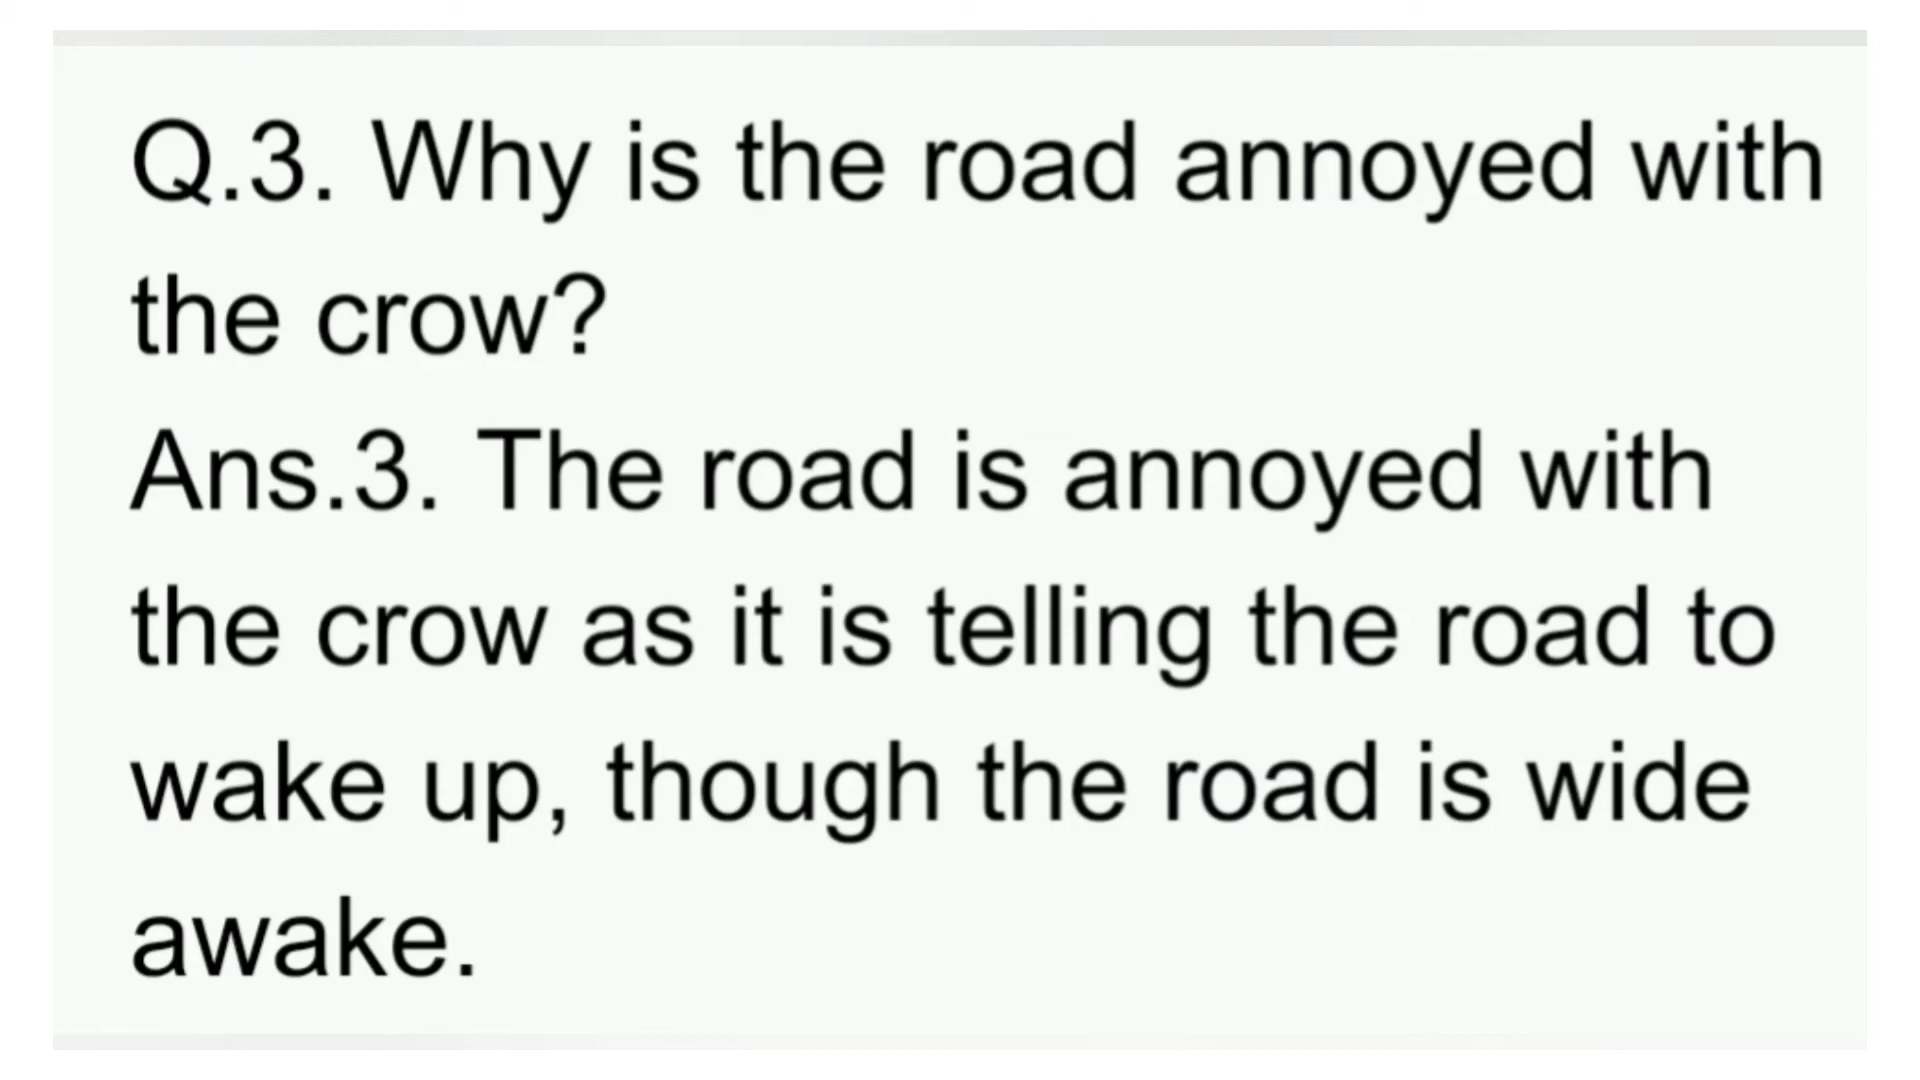 Q.3. Why is the road annoyed with
the crow?
Ans.3. The road is annoyed with
the crow as it is telling the road to
wake up, though the road is wide
awake.